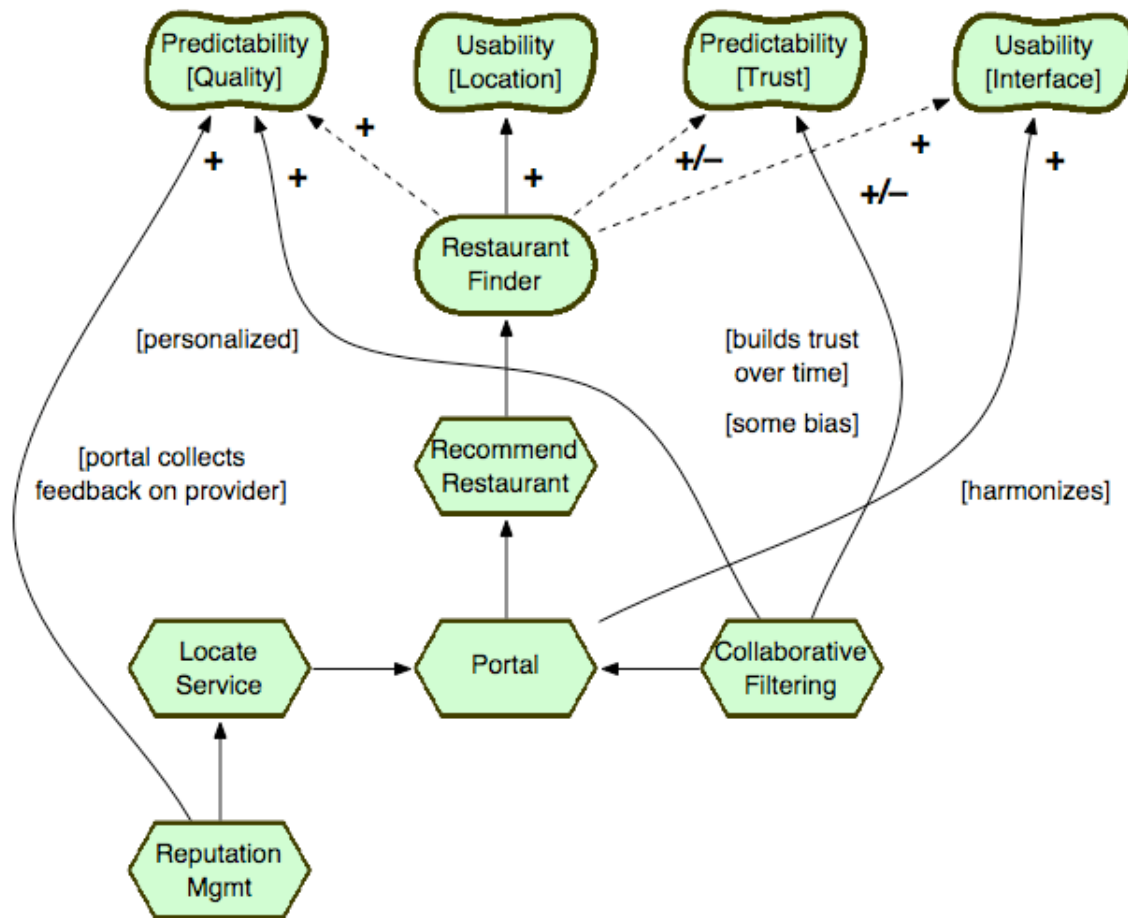 Predictability
[Quality]
Usability
[Location]
Predictability
[Trust]
Usability
[Interface]
+
+
+
+
+/–
+/–
+
+
Restaurant
Finder
[personalized]
[builds trust
over time]
[some bias]
Recommend
Restaurant
[portal collects
feedback on provider]
[harmonizes]
Locate
Service
Portal
Collaborative
Filtering
Reputation
Mgmt